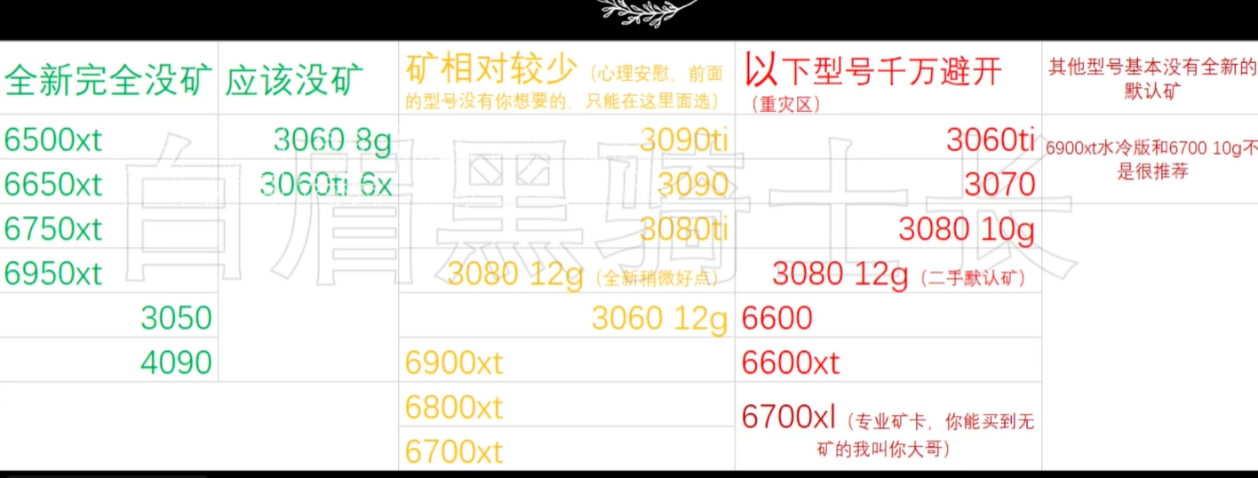 全新完全没矿
应该没矿
矿相对较少（心理安慰，前面
的型号没有你想要的，只能在这里面选）
以下型号千万避开
（重灾区）
其他型号基本没有全新的
默认矿
6500xt
3060 8g
3090ti
3060ti
6900xt水冷版和6700 10g不
是很推荐
6650xt
3060ti 6x
3090
3070
6750xt
3080ti
3080 10g
6950xt
3080 12g（全新稍微好点）
3080 12g（二手默认矿）
3050
3060 12g
6600
4090
6900xt
6600xt
6800xt
6700xl（专业矿卡，你能买到无
矿的我叫你大哥）
6700xt
白眉黑骑士长